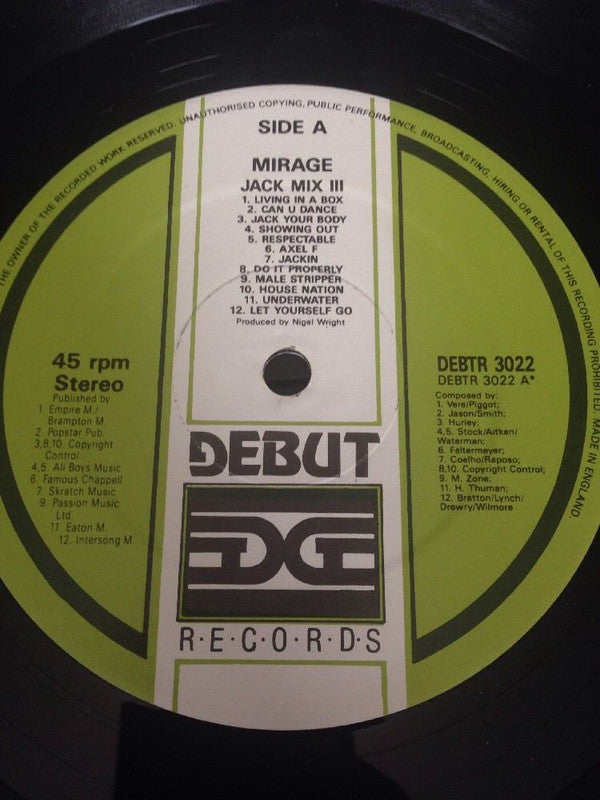 THE OWNER OF THE RECORDED WORK RESERVED. UNAUTHORISED COPYING, PUBLIC PERFORMANCE, BROADCASTING, HIRING OR RENTAL OF THIS RECORDING PROHIBITED. MADE IN ENGLAND
SIDE A
MIRAGE
JACK MIX III
1. LIVING IN A BOX
2. CAN U DANCE
3. JACK YOUR BODY
4. SHOWING OUT
5. RESPECTABLE
6. AXEL F
7. JACKIN
8. DO IT PROPERLY
9. MALE STRIPPER
10. HOUSE NATION
11. UNDERWATER
12. LET YOURSELF GO
Produced by Nigel Wright
45 rpm
Stereo
Published by
1. Empire M./
Brampton M.
2. Popstar Pub.
3,8,10. Copyright
Control.
4,5. All Boys Music
6. Famous Chappell
7. Skratch Music
9. Passion Music
Ltd.
11. Eaton M.
12. Intersong M.
DEBTR 3022
DEBTR 3022 A*
Composed by:
1. Vere/Piggot;
2. Jason/Smith;
3. Hurley;
4,5. Stock/Aitken/
Waterman;
6. Faltermeyer;
7. Coelho/Raposo;
8,10. Copyright Control;
9. M. Zone;
11. H. Thuman;
12. Bratton/Lynch/
Drewry/Wilmore
DEBUT
EDGE
R·E·C·O·R·D·S